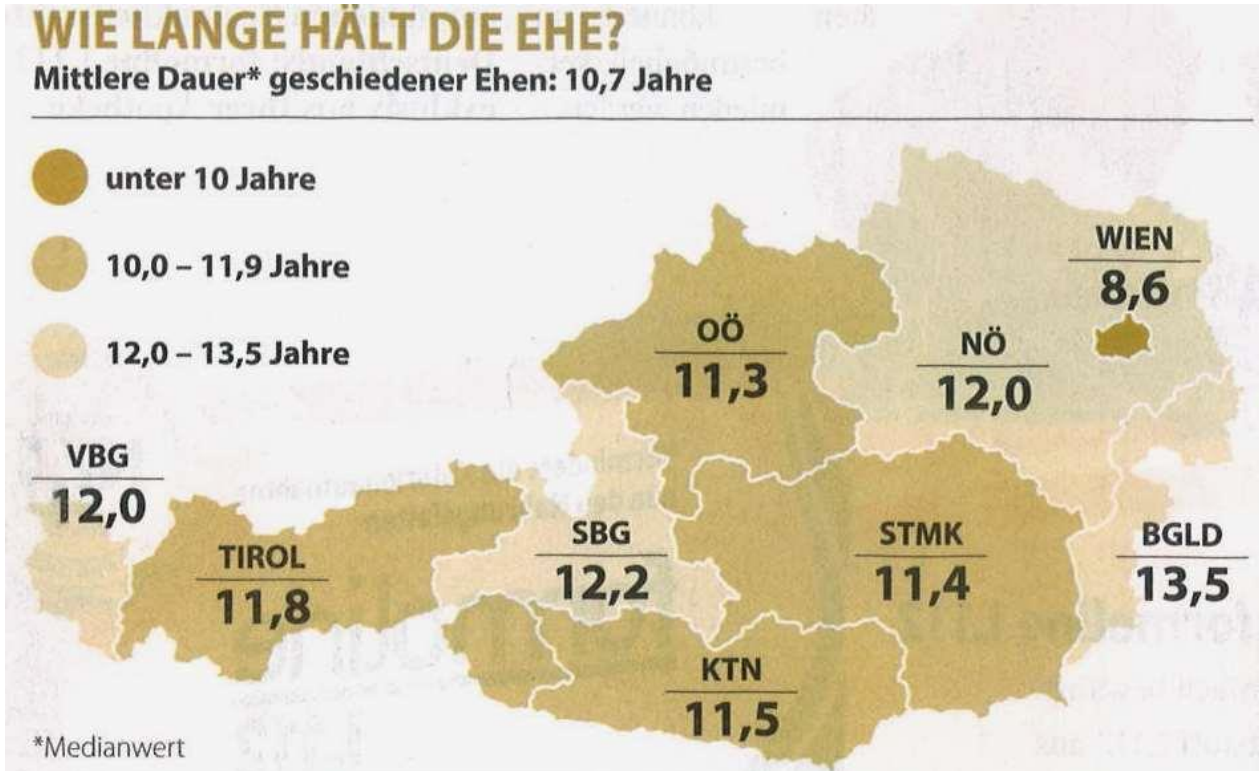 WIE LANGE HÄLT DIE EHE?
Mittlere Dauer* geschiedener Ehen: 10,7 Jahre
unter 10 Jahre
10,0 – 11,9 Jahre
12,0 – 13,5 Jahre
WIEN
8,6
OÖ
11,3
NÖ
12,0
VBG
12,0
TIROL
11,8
SBG
12,2
STMK
11,4
BGLD
13,5
KTN
11,5
*Medianwert